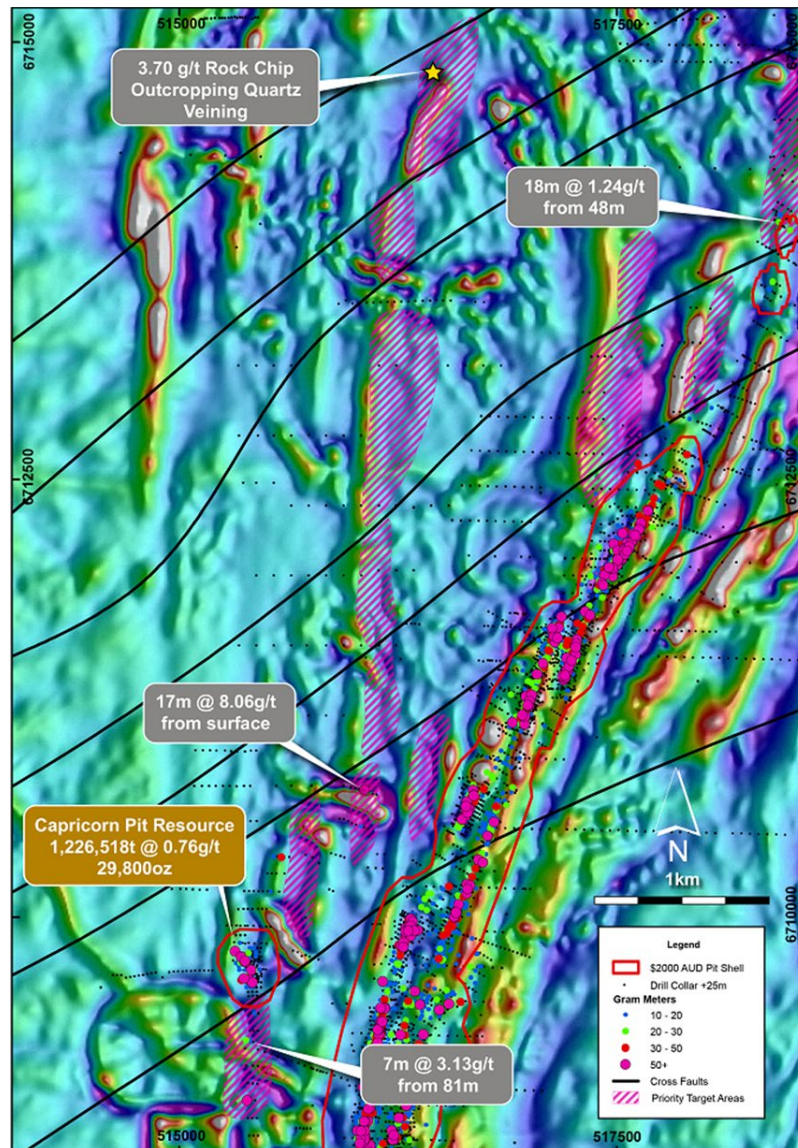 515000
517500
6715000
6715000
3.70 g/t Rock Chip
Outcropping Quartz
Veining
18m @ 1.24g/t
from 48m
6712500
6712500
17m @ 8.06g/t
from surface
Capricorn Pit Resource
1,226,518t @ 0.76g/t
29,800oz
N
1km
6710000
Legend
$2000 AUD Pit Shell
Drill Collar +25m
Gram Meters
10 - 20
20 - 30
30 - 50
50+
Cross Faults
Priority Target Areas
7m @ 3.13g/t
from 81m
515000
517500